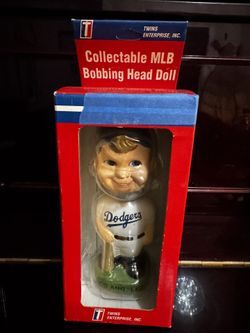 TWINS
ENTERPRISE, INC.
Collectable MLB
Bobbing Head Doll
Dodgers
TWINS
ENTERPRISE, INC.